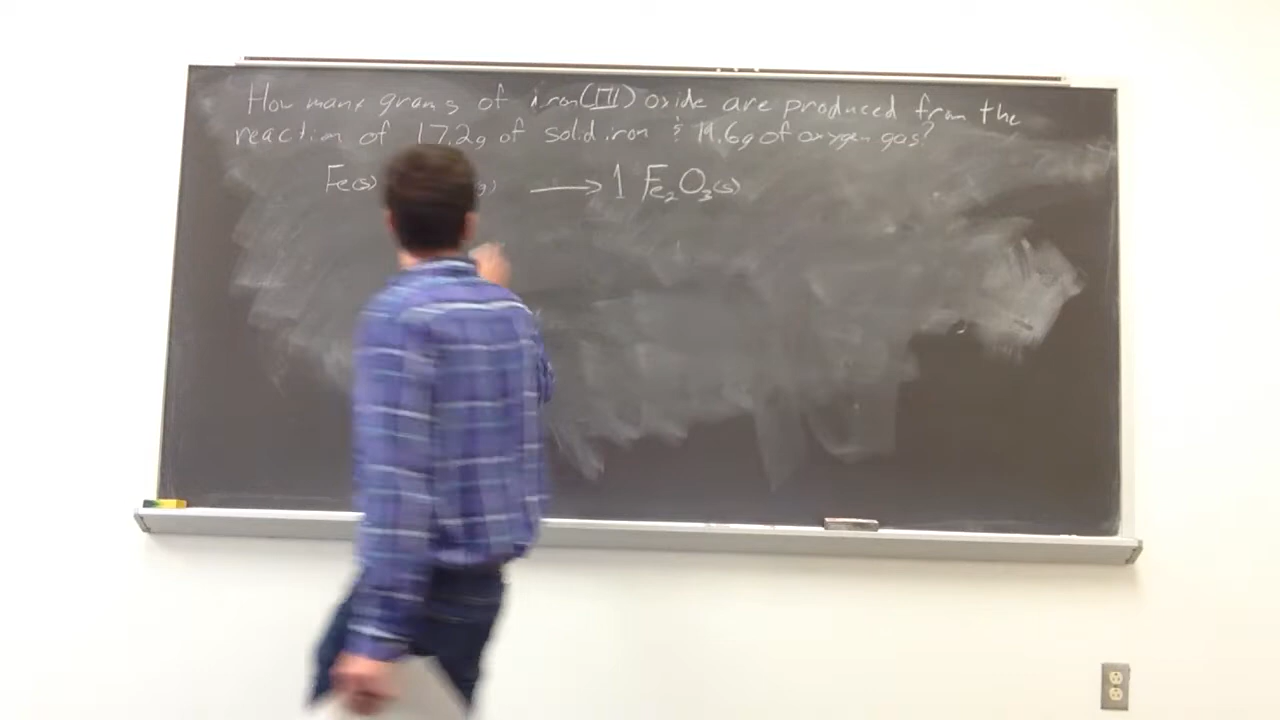 How many grams of iron(III) oxide are produced from the
reaction of 17.2g of solid iron & 19.6g of oxygen gas?
Fe(s) g) ⟶ 1 Fe₂O₃(s)